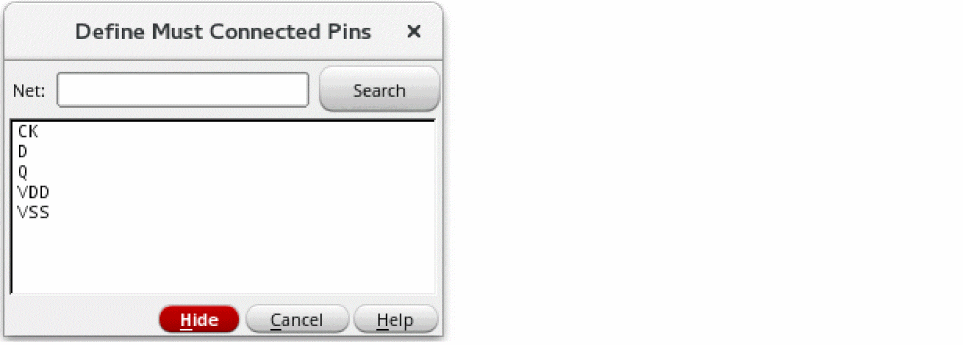 Define Must Connected Pins ×
Net: Search
CK
D
Q
VDD
VSS
Hide Cancel Help